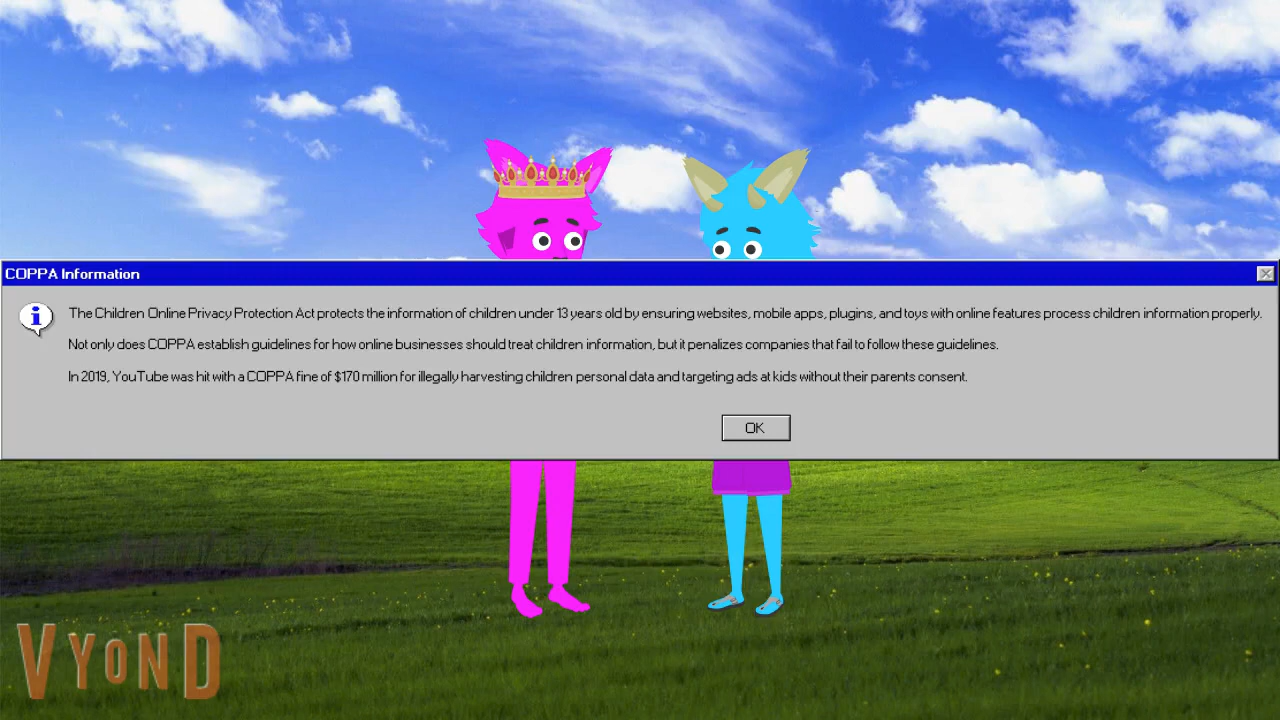 COPPA Information
The Children Online Privacy Protection Act protects the information of children under 13 years old by ensuring websites, mobile apps, plugins, and toys with online features process children information properly.
Not only does COPPA establish guidelines for how online businesses should treat children information, but it penalizes companies that fail to follow these guidelines.
In 2019, YouTube was hit with a COPPA fine of $170 million for illegally harvesting children personal data and targeting ads at kids without their parents consent.
OK
VYOND